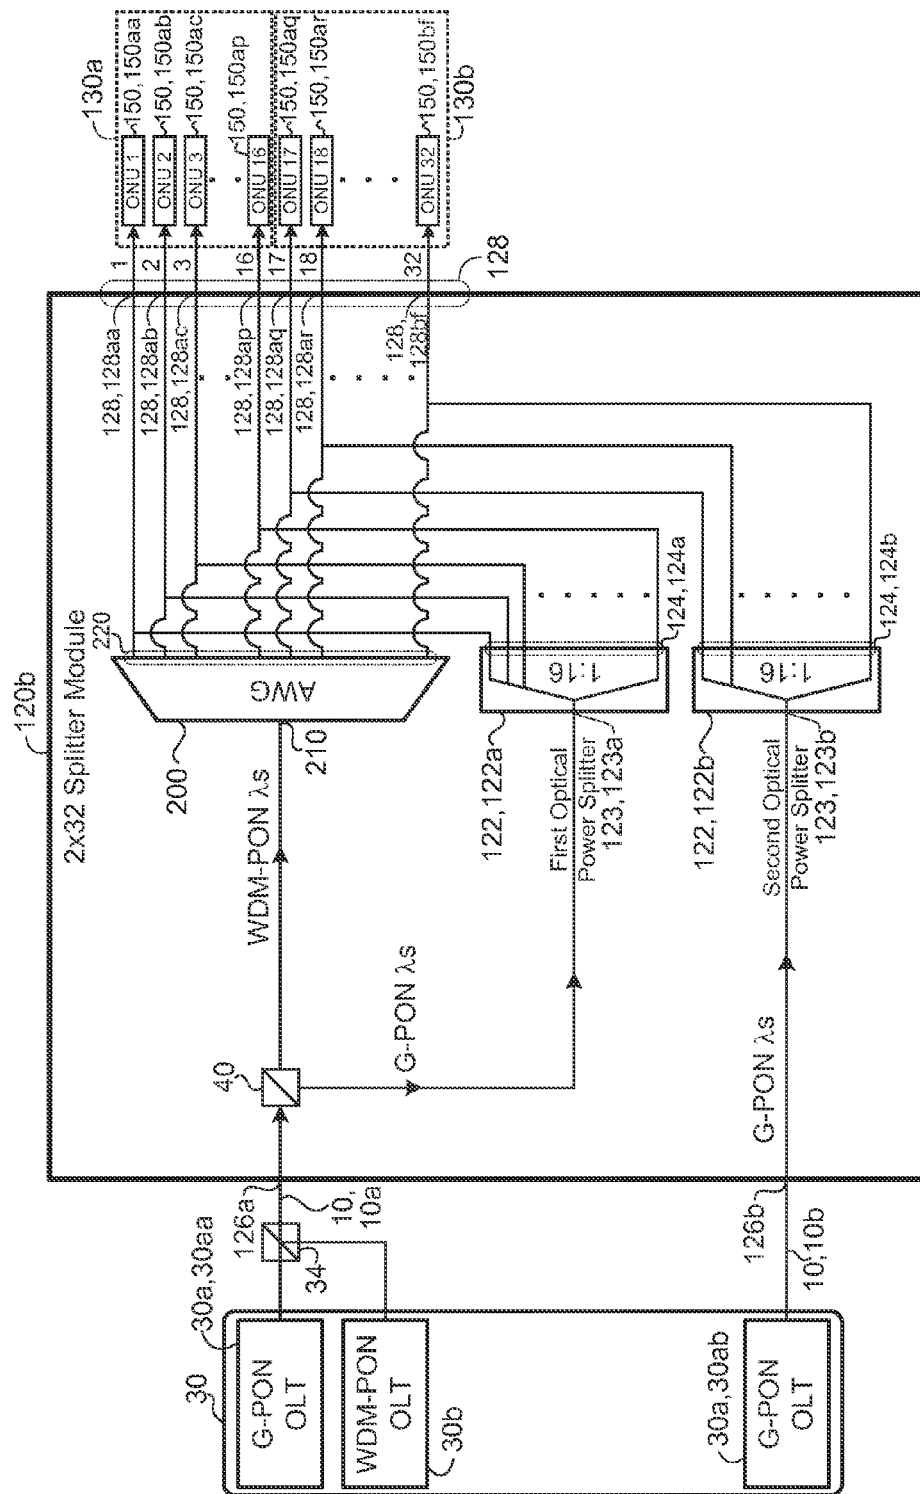 120b
2x32 Splitter Module
30
30a,30aa
G-PON
OLT
WDM-PON
OLT
30b
30a,30ab
G-PON
OLT
34
126a
10,
10a
126b
10,10b
40
WDM-PON λs
G-PON λs
G-PON λs
200
210
AWG
220
122,122a
First Optical
Power Splitter
123,123a
1:16
124,124a
122,122b
Second Optical
Power Splitter
123,123b
1:16
124,124b
128,128aa
128,128ab
128,128ac
128,128ap
128,128aq
128,128ar
128,
128bf
1
2
3
16
17
18
32
128
130a
ONU 1
150,150aa
ONU 2
150,150ab
ONU 3
150,150ac
ONU 16
150,150ap
ONU 17
150,150aq
ONU 18
150,150ar
ONU 32
150,150bf
130b